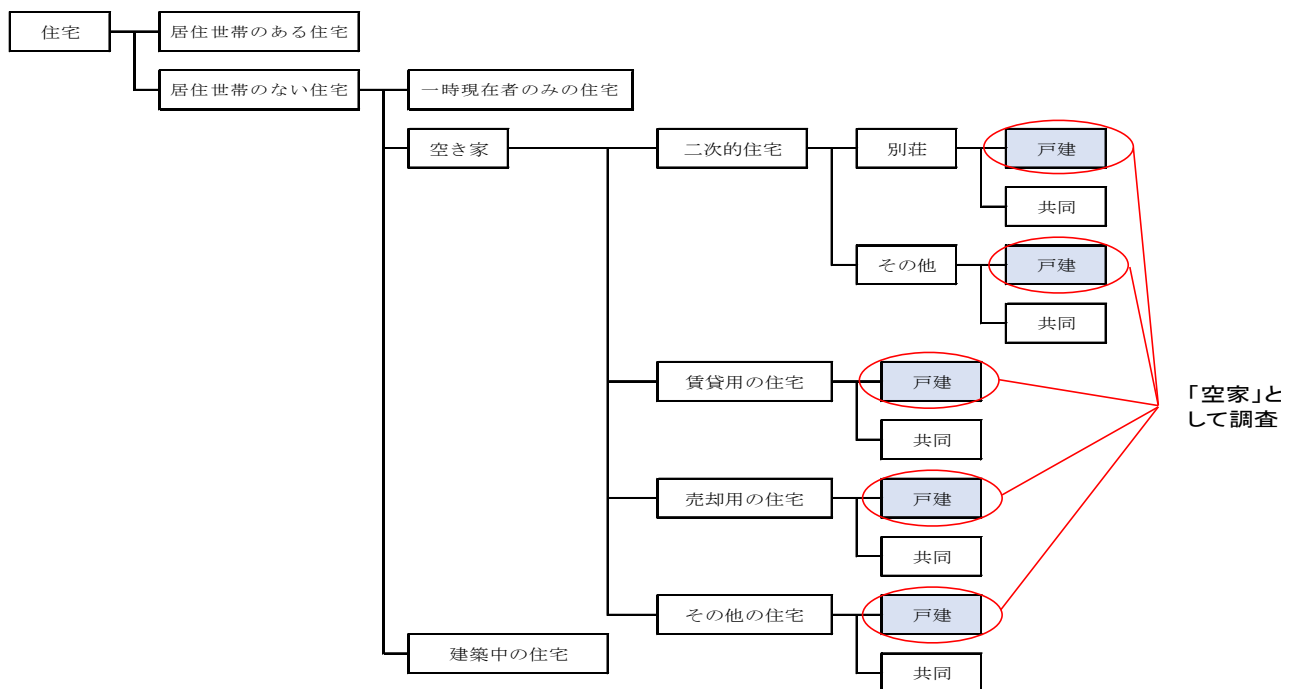 住宅
居住世帯のある住宅
居住世帯のない住宅
一時現在者のみの住宅
空き家
二次的住宅
別荘
戸建
共同
その他
戸建
共同
賃貸用の住宅
戸建
共同
売却用の住宅
戸建
共同
その他の住宅
戸建
共同
建築中の住宅
「空家」と
して調査